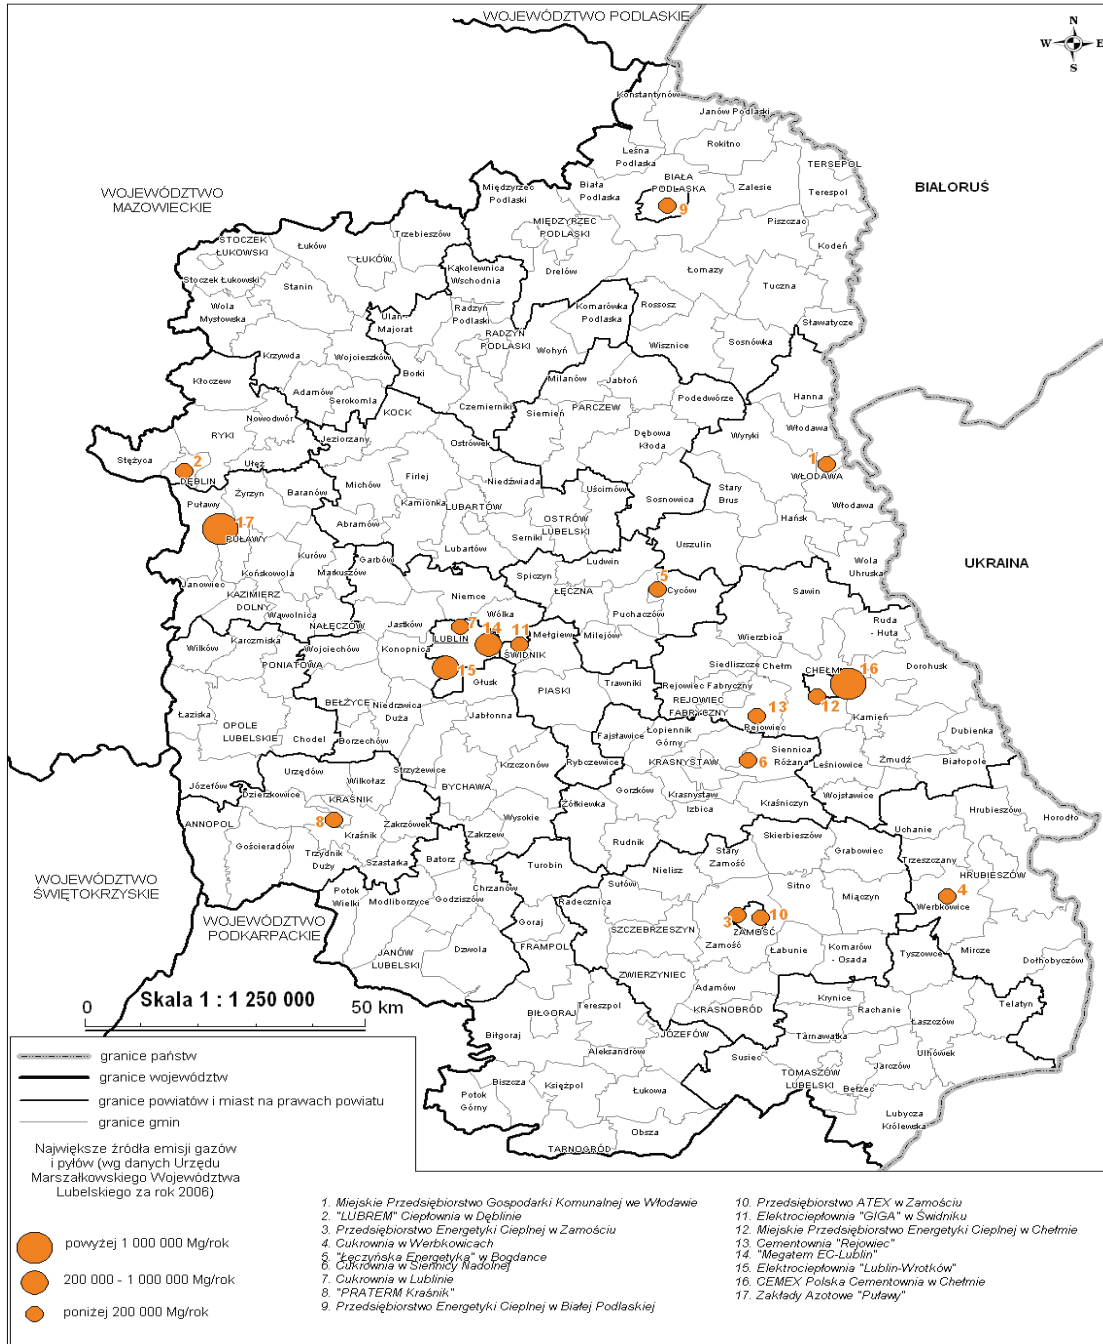 WOJEWÓDZTWO PODLASKIE
N
W E
S
Konstantynów
Janów Podlaski
Rokitno
Leśna
Podlaska
TERESPOL
BIAŁORUŚ
WOJEWÓDZTWO
MAZOWIECKIE
Międzyrzec
Podlaski
Biała
Podlaska
BIAŁA
PODLASKA
9
Zalesie
Terespol
Piszczac
Kodeń
MIĘDZYRZEC
PODLASKI
Trzebieszów
STOCZEK
ŁUKOWSKI
Łuków
ŁUKÓW
Kąkolewnica
Wschodnia
Drelów
Łomazy
Tuczna
Stoczek Łukowski
Stanin
Wola
Mysłowska
Ulan
Majorat
Radzyń
Podlaski
RADZYŃ
PODLASKI
Komarówka
Podlaska
Rossosz
Wisznice
Sosnówka
Sławatycze
Wohyń
Krzywda
Wojcieszków
Borki
Milanów
Jabłoń
Podedwórze
Hanna
Kłoczew
Adamów
Serokomla
Czemierniki
Siemień
PARCZEW
Nowodwór
KOCK
RYKI
Jeziorzany
Ostrówek
Dębowa
Kłoda
Wyryki
Włodawa
Stężyca
2
DĘBLIN
Ułęż
Żyrzyn
Baranów
Michów
Firlej
Niedźwiada
Uścimów
Sosnowica
Stary
Brus
1
WŁODAWA
Puławy
17
PUŁAWY
Kamionka
LUBARTÓW
Abramów
OSTRÓW
LUBELSKI
Serniki
Hańsk
Włodawa
Urszulin
Wola
Uhruska
UKRAINA
Kurów
Markuszów
Garbów
Lubartów
Ludwin
Spiczyn
Janowiec
Końskowola
KAZIMIERZ
DOLNY
Wąwolnica
NAŁĘCZÓW
Niemce
ŁĘCZNA
5
Cyców
Puchaczów
Sawin
Ruda
- Huta
Jastków
Wólka
7
LUBLIN
14
11
Mełgiew
ŚWIDNIK
Milejów
Wierzbica
Karczmiska
Wilków
PONIATOWA
Wojciechów
Konopnica
15
Głusk
Siedliszcze
Chełm
CHEŁM
16
Dorohusk
PIASKI
Trawniki
Rejowiec Fabryczny
REJOWIEC
FABRYCZNY
13
Rejowiec
12
Kamień
BEŁŻYCE
Niedrzwica
Duża
Jabłonna
Łaziska
OPOLE
LUBELSKIE
Chodel
Borzechów
Fajsławice
Łopiennik
Górny
KRASNYSTAW
6
Siennica
Różana
Leśniowice
Żmudź
Dubienka
Białopole
Rybczewice
Krzczonów
Urzędów
Strzyżewice
Wilkołaz
BYCHAWA
Józefów
Dzierzkowice
KRAŚNIK
Żółkiewka
Gorzków
Krasnystaw
Izbica
Kraśniczyn
Wojsławice
Hrubieszów
Horodło
ANNOPOL
8
Kraśnik
Zakrzówek
Wysokie
Zakrzew
Rudnik
Skierbieszów
Uchanie
Gościeradów
Trzydnik
Duży
Szastarka
Batorz
Turobin
Stary
Zamość
Grabowiec
Trzeszczany
HRUBIESZÓW
WOJEWÓDZTWO
ŚWIĘTOKRZYSKIE
Potok
Wielki
Modliborzyce
Godziszów
Chrzanów
Nielisz
Sułów
Sitno
Miączyn
4
Werbkowice
WOJEWÓDZTWO
PODKARPACKIE
Goraj
Radecznica
SZCZEBRZESZYN
3
10
ZAMOŚĆ
Zamość
Łabunie
Komarów
- Osada
Tyszowce
Mircze
Dołhobyczów
JANÓW
LUBELSKI
Dzwola
FRAMPOL
ZWIERZYNIEC
Adamów
KRASNOBRÓD
Krynice
Rachanie
Telatyn
0
Skala 1 : 1 250 000
50 km
BIŁGORAJ
Tereszpol
Biłgoraj
JÓZEFÓW
Tarnawatka
Łaszczów
Aleksandrów
Susiec
Ulhówek
TOMASZÓW
LUBELSKI
Jarczów
Bełżec
Biszcza
Księżpol
Łukowa
Potok
Górny
Obsza
TARNOGRÓD
Lubycza
Królewska
granice państw
granice województw
granice powiatów i miast na prawach powiatu
granice gmin
Największe źródła emisji gazów
i pyłów (wg danych Urzędu
Marszałkowskiego Województwa
Lubelskiego za rok 2006)
powyżej 1 000 000 Mg/rok
200 000 - 1 000 000 Mg/rok
poniżej 200 000 Mg/rok
1. Miejskie Przedsiębiorstwo Gospodarki Komunalnej we Włodawie
2. "LUBREM" Ciepłownia w Dęblinie
3. Przedsiębiorstwo Energetyki Cieplnej w Zamościu
4. Cukrownia w Werbkowicach
5. "Łęczyńska Energetyka" w Bogdance
6. Cukrownia w Siennicy Nadolnej
7. Cukrownia w Lublinie
8. "PRATERM Kraśnik"
9. Przedsiębiorstwo Energetyki Cieplnej w Białej Podlaskiej
10. Przedsiębiorstwo ATEX w Zamościu
11. Elektrociepłownia "GIGA" w Świdniku
12. Miejskie Przedsiębiorstwo Energetyki Cieplnej w Chełmie
13. Cementownia "Rejowiec"
14. "Megatem EC-Lublin"
15. Elektrociepłownia "Lublin-Wrotków"
16. CEMEX Polska Cementownia w Chełmie
17. Zakłady Azotowe "Puławy"